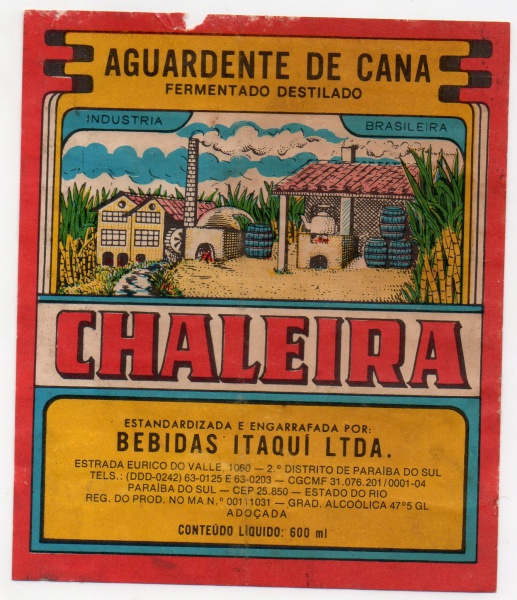 AGUARDENTE DE CANA
FERMENTADO DESTILADO
INDUSTRIA
BRASILEIRA
CHALEIRA
ESTANDARDIZADA E ENGARRAFADA POR:
BEBIDAS ITAQUÍ LTDA.
ESTRADA EURICO DO VALLE, 1060 — 2.º DISTRITO DE PARAÍBA DO SUL
TELS.: (DDD-0242) 63-0125 E 63-0203 — CGCMF 31.076.201/0001-04
PARAÍBA DO SUL — CEP 25.850 — ESTADO DO RIO
REG. DO PROD. NO MA N.º 0011031 — GRAD. ALCOÓLICA 47º5 GL
ADOÇADA
CONTEÚDO LÍQUIDO: 600 ml